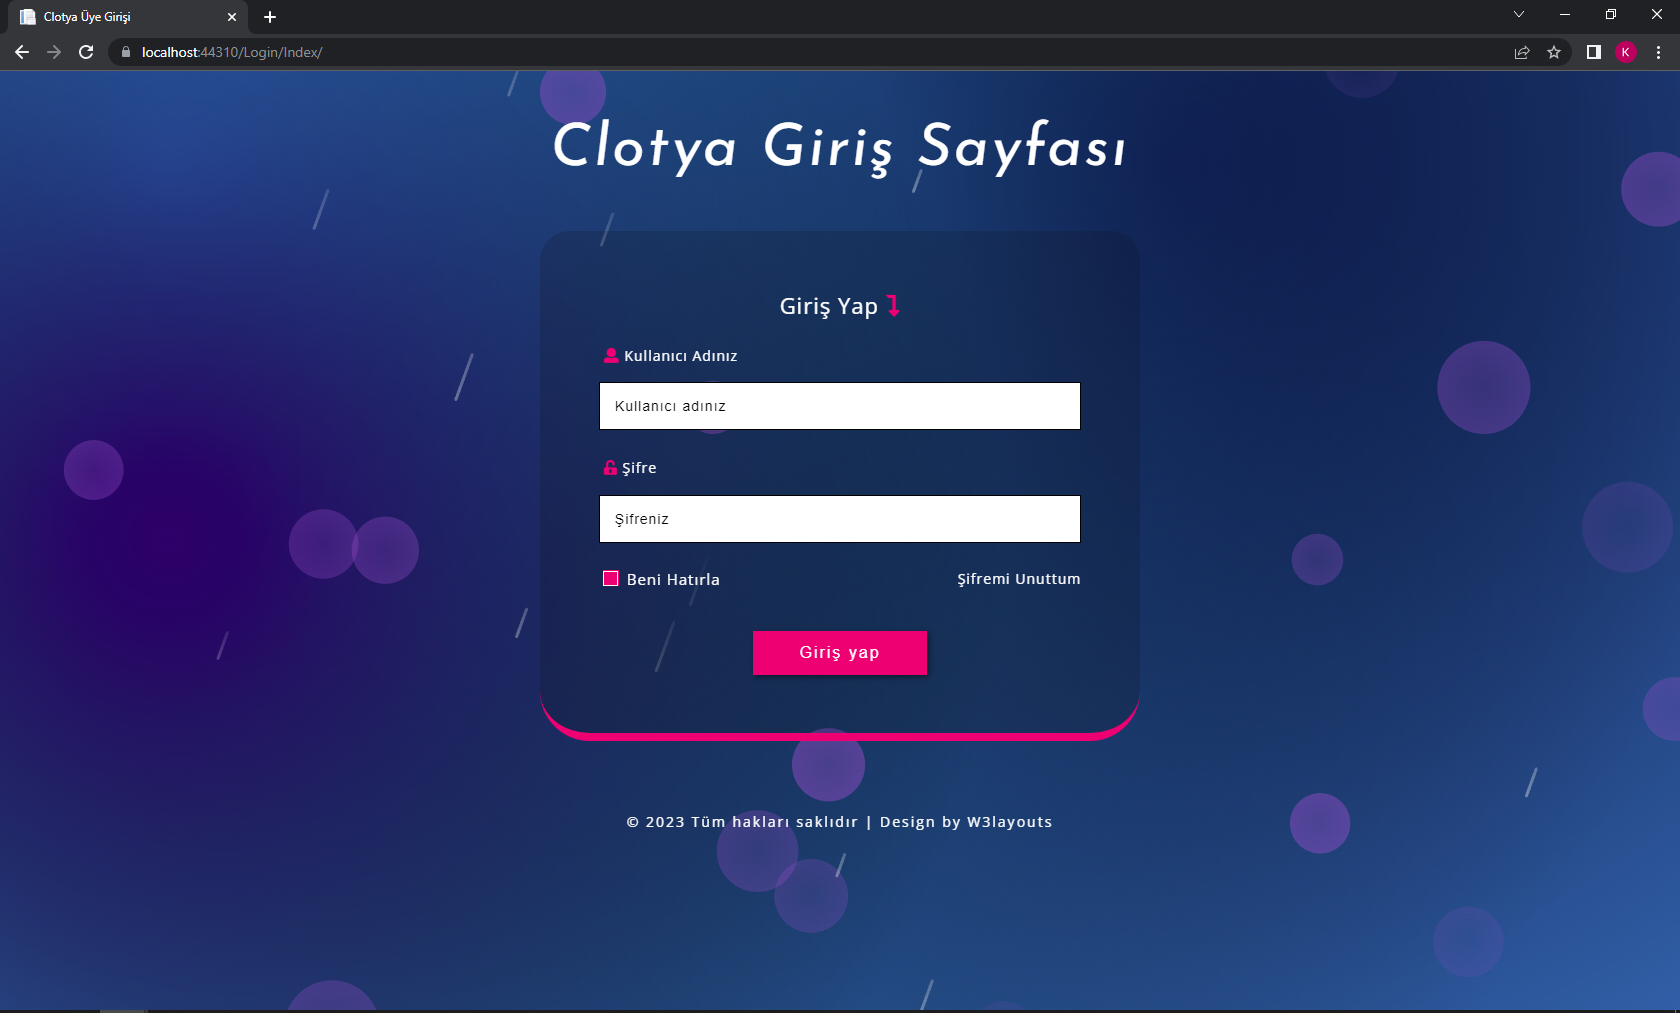 Clotya Üye Girişi
localhost:44310/Login/Index/
K
Clotya Giriş Sayfası
Giriş Yap
Kullanıcı Adınız
Kullanıcı adınız
Şifre
Şifreniz
Beni Hatırla
Şifremi Unuttum
Giriş yap
© 2023 Tüm hakları saklıdır | Design by W3layouts